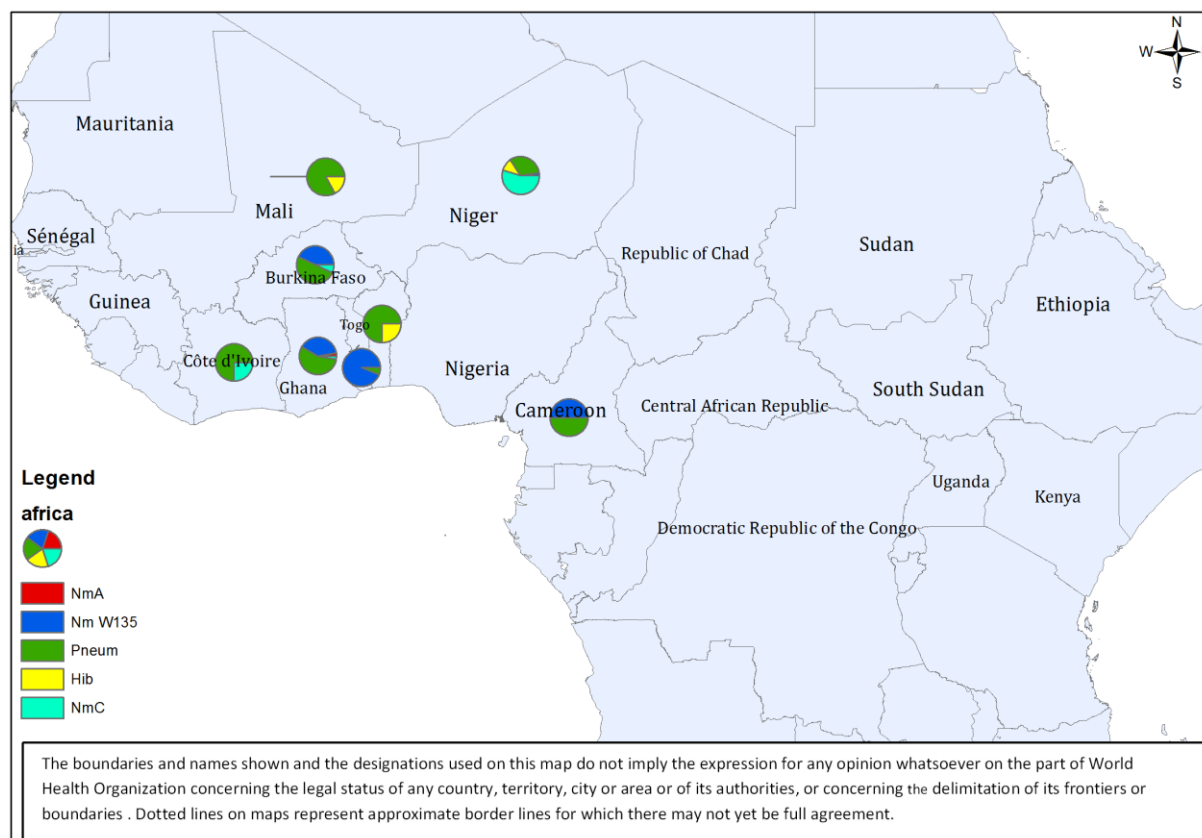 N
W
S
Mauritania
Mali
Niger
Sénégal
ia
Republic of Chad
Sudan
Burkina Faso
Guinea
Ethiopia
Togo
Côte d'Ivoire
Ghana
Nigeria
South Sudan
Cameroon
Central African Republic
Uganda
Kenya
Democratic Republic of the Congo
Legend
africa
NmA
Nm W135
Pneum
Hib
NmC
The boundaries and names shown and the designations used on this map do not imply the expression for any opinion whatsoever on the part of World
Health Organization concerning the legal status of any country, territory, city or area or of its authorities, or concerning the delimitation of its frontiers or
boundaries . Dotted lines on maps represent approximate border lines for which there may not yet be full agreement.